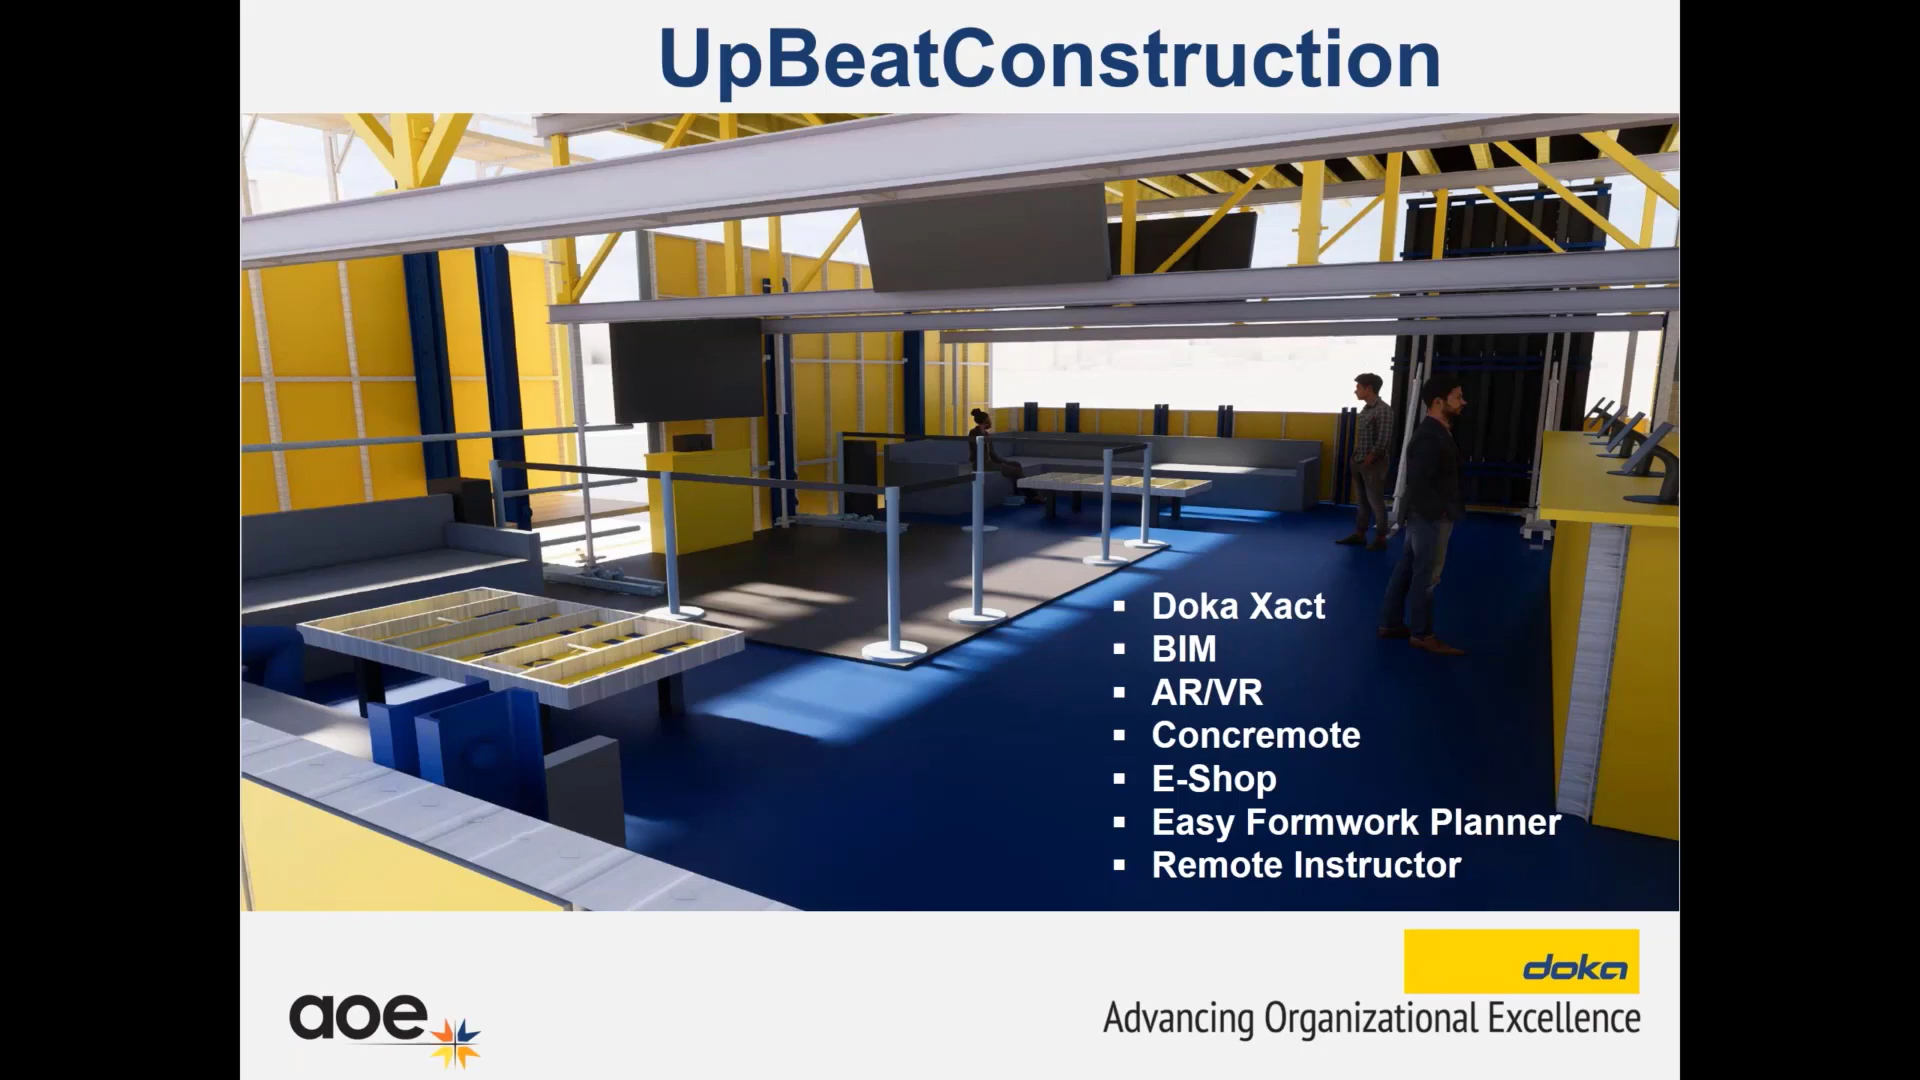 UpBeatConstruction
▪ Doka Xact
▪ BIM
▪ AR/VR
▪ Concremote
▪ E-Shop
▪ Easy Formwork Planner
▪ Remote Instructor
doka
aoe
Advancing Organizational Excellence